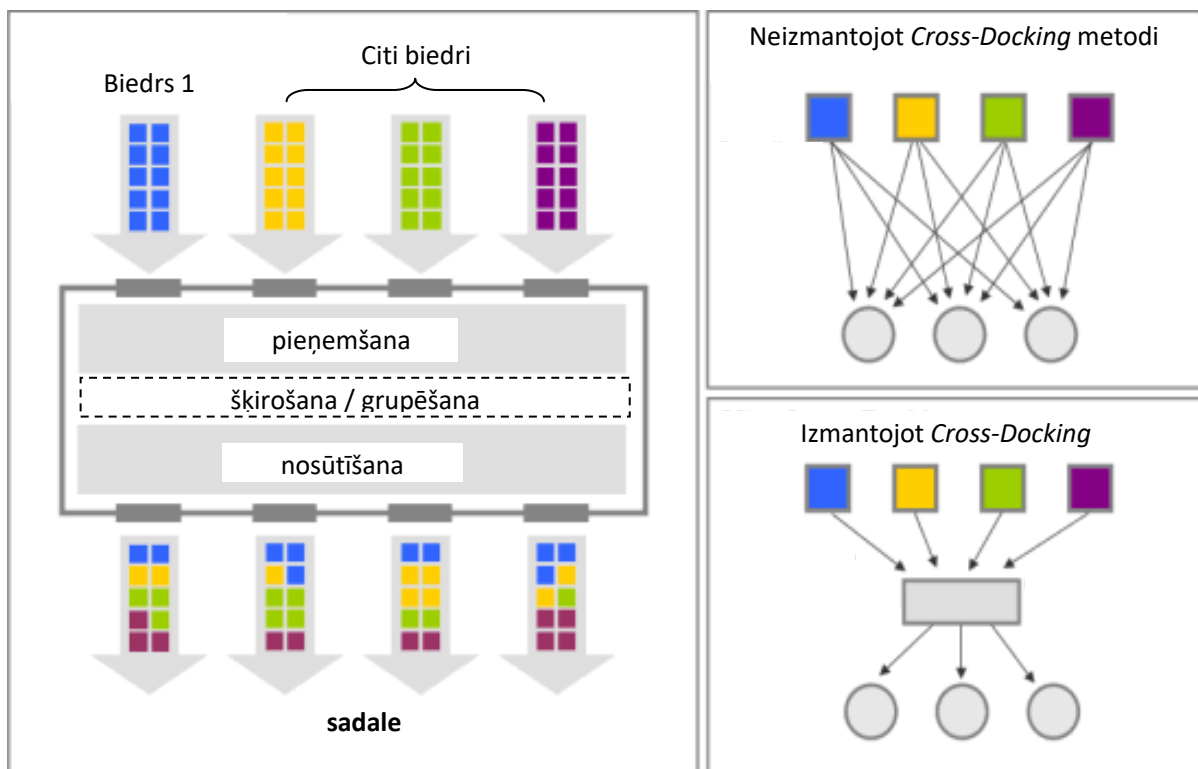 Citi biedri
Biedrs 1
pieņemšana
šķirošana / grupēšana
nosūtīšana
sadale
Neizmantojot Cross-Docking metodi
Izmantojot Cross-Docking